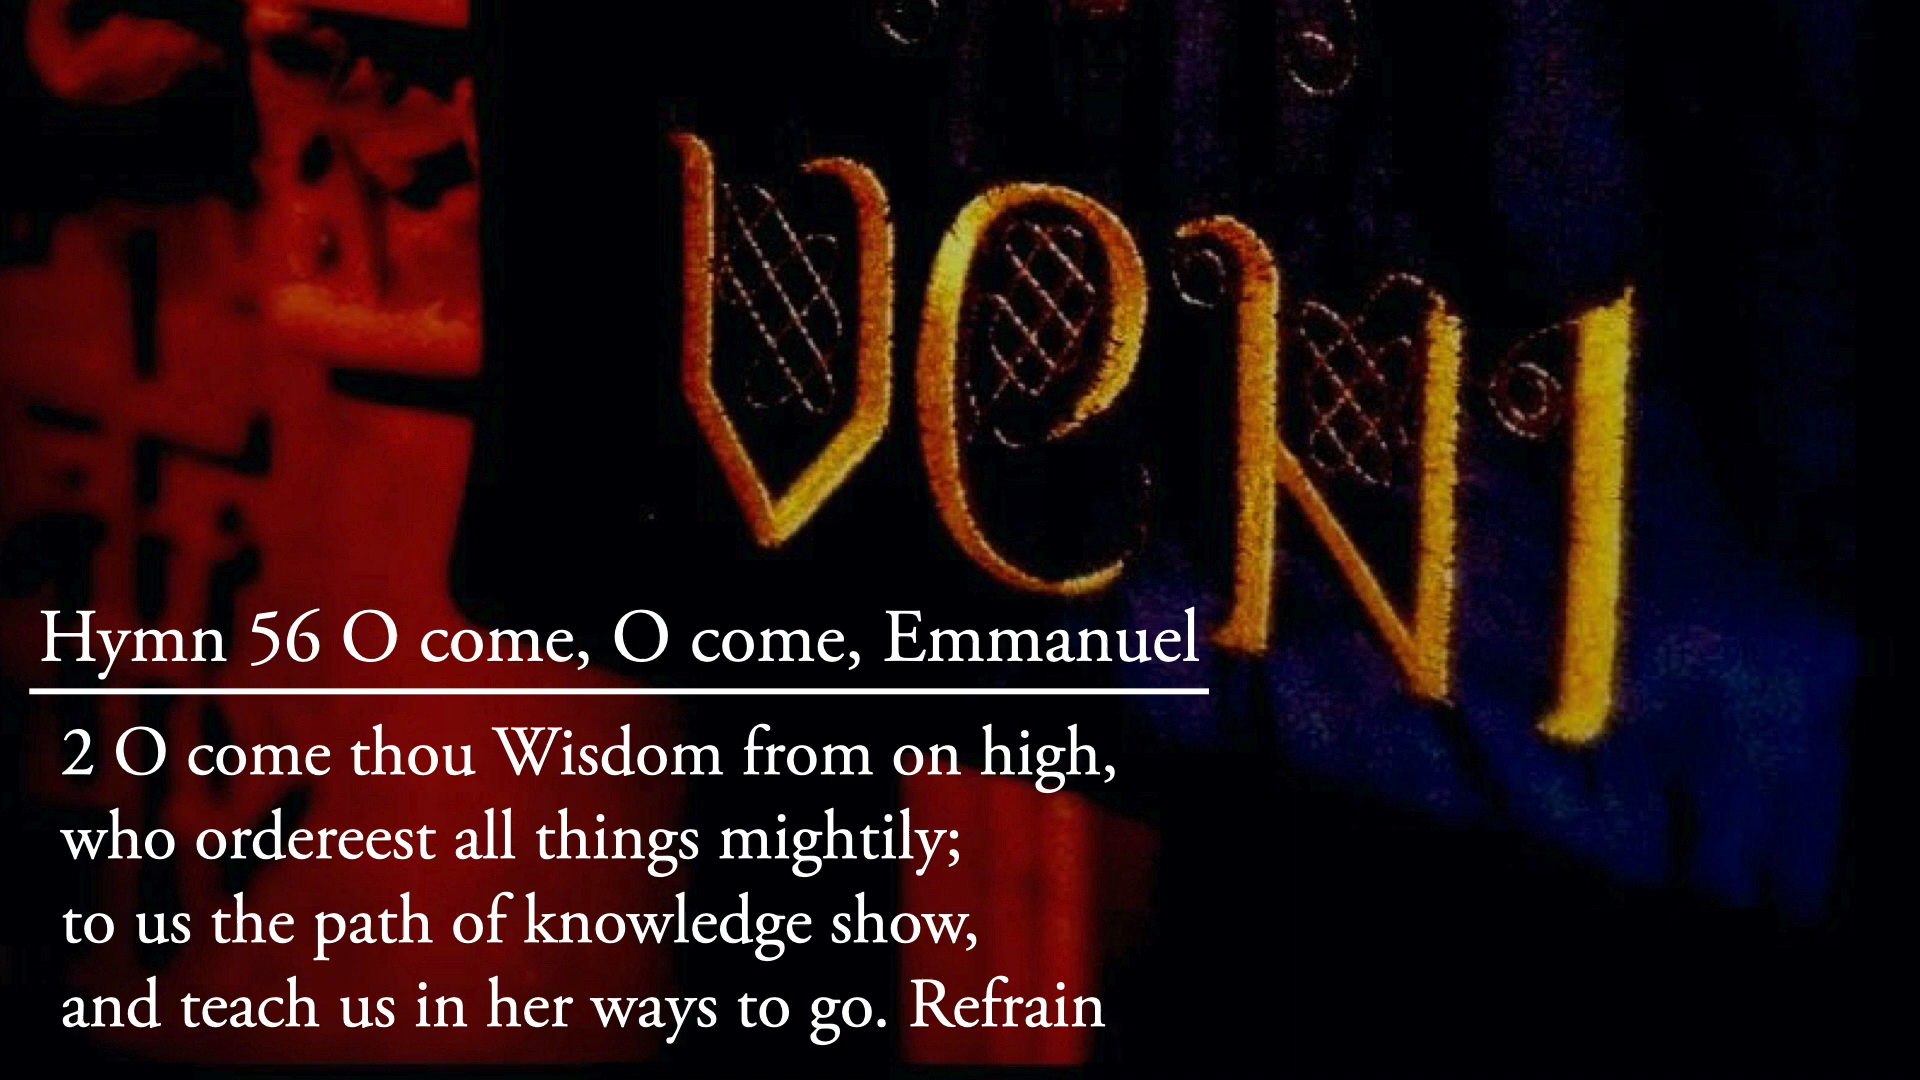 VENI
Hymn 56 O come, O come, Emmanuel
2 O come thou Wisdom from on high,
who ordereest all things mightily;
to us the path of knowledge show,
and teach us in her ways to go. Refrain